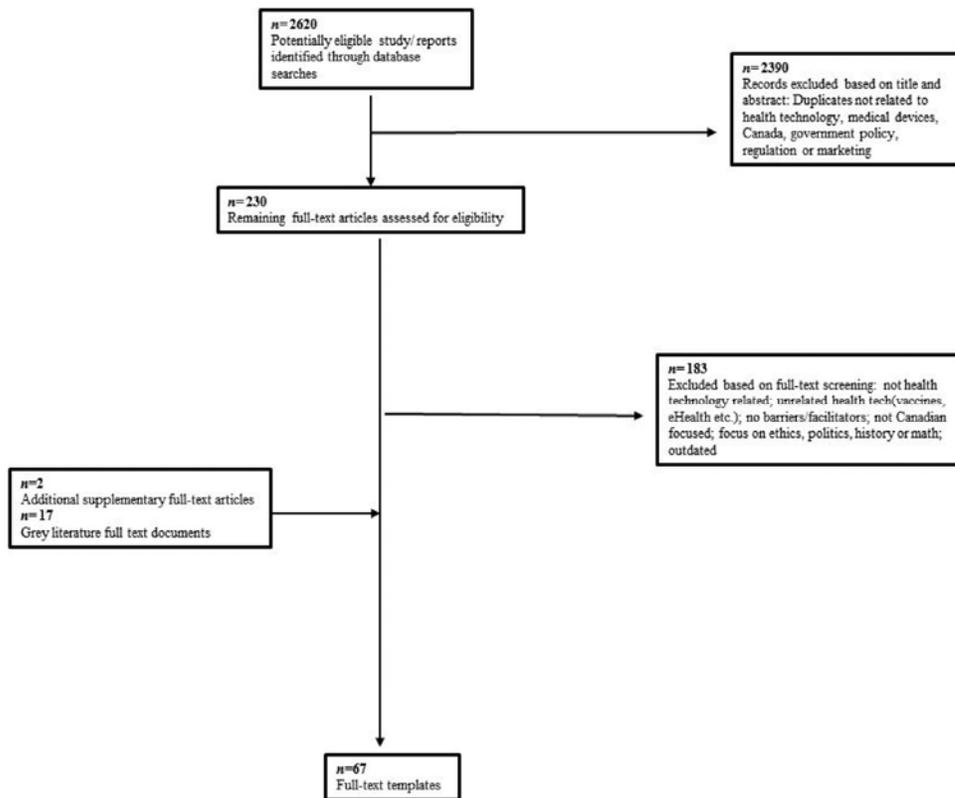 n=2620
Potentially eligible study/ reports
identified through database
searches
n=2390
Records excluded based on title and
abstract: Duplicates not related to
health technology, medical devices,
Canada, government policy,
regulation or marketing
n=230
Remaining full-text articles assessed for eligibility
n=183
Excluded based on full-text screening: not health
technology related; unrelated health tech(vaccines,
eHealth etc.); no barriers/facilitators; not Canadian
focused; focus on ethics, politics, history or math;
outdated
n=2
Additional supplementary full-text articles
n=17
Grey literature full text documents
n=67
Full-text templates